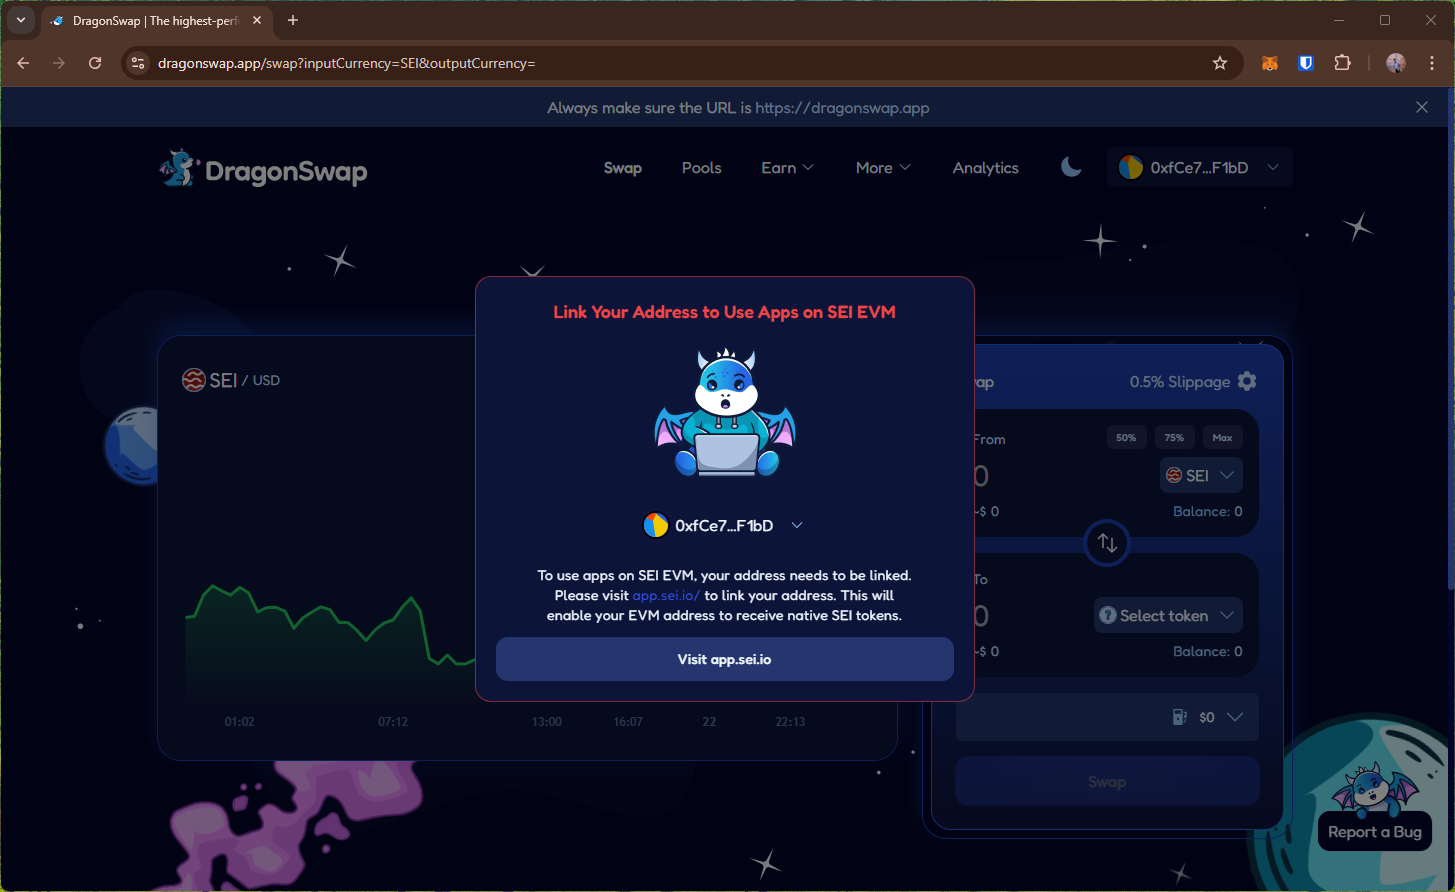 DragonSwap | The highest-perf
dragonswap.app/swap?inputCurrency=SEI&outputCurrency=
Always make sure the URL is https://dragonswap.app
DragonSwap
Swap
Pools
Earn
More
Analytics
0xfCe7...F1bD
SEI / USD
01:02
07:12
13:00
16:07
22
22:13
Link Your Address to Use Apps on SEI EVM
0xfCe7...F1bD
To use apps on SEI EVM, your address needs to be linked.
Please visit app.sei.io/ to link your address. This will
enable your EVM address to receive native SEI tokens.
Visit app.sei.io
ap
0.5% Slippage
From
50%
75%
Max
0
SEI
~$ 0
Balance: 0
To
0
? Select token
~$ 0
Balance: 0
$0
Swap
Report a Bug